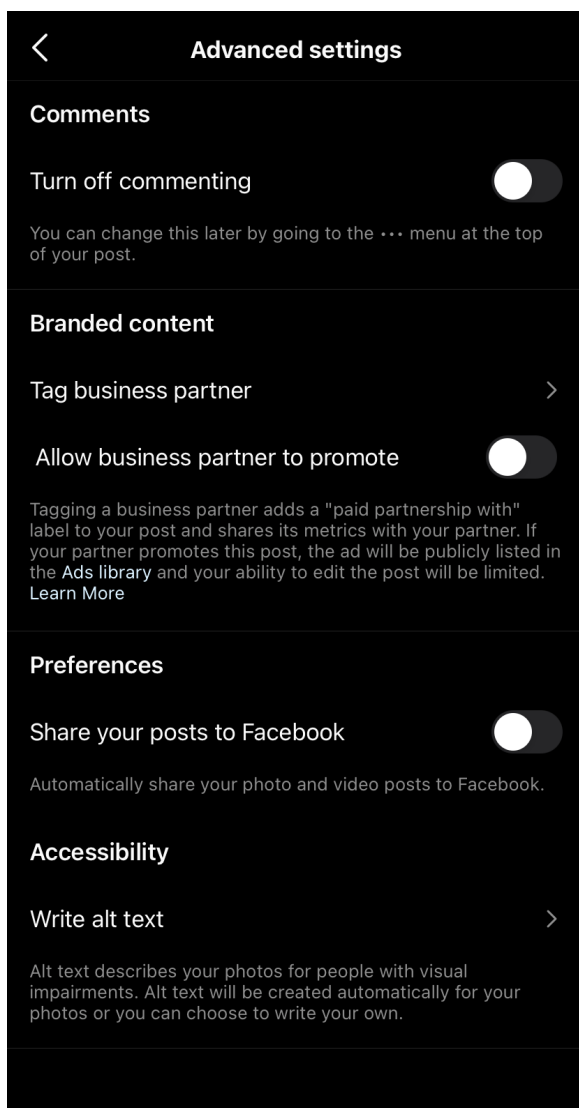 Advanced settings
Comments
Turn off commenting
You can change this later by going to the ••• menu at the top
of your post.
Branded content
Tag business partner
Allow business partner to promote
Tagging a business partner adds a "paid partnership with"
label to your post and shares its metrics with your partner. If
your partner promotes this post, the ad will be publicly listed in
the Ads library and your ability to edit the post will be limited.
Learn More
Preferences
Share your posts to Facebook
Automatically share your photo and video posts to Facebook.
Accessibility
Write alt text
Alt text describes your photos for people with visual
impairments. Alt text will be created automatically for your
photos or you can choose to write your own.